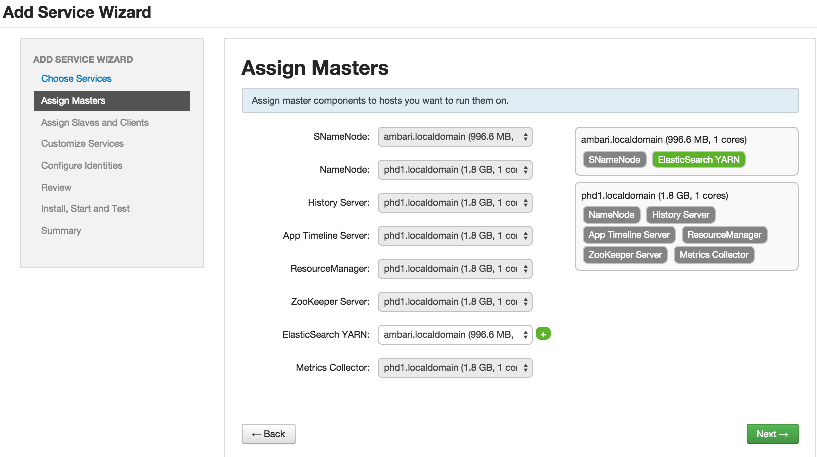 Add Service Wizard
ADD SERVICE WIZARD
Choose Services
Assign Masters
Assign Slaves and Clients
Customize Services
Configure Identities
Review
Install, Start and Test
Summary
Assign Masters
Assign master components to hosts you want to run them on.
SNameNode: ambari.localdomain (996.6 MB,
NameNode: phd1.localdomain (1.8 GB, 1 cor
History Server: phd1.localdomain (1.8 GB, 1 cor
App Timeline Server: phd1.localdomain (1.8 GB, 1 cor
ResourceManager: phd1.localdomain (1.8 GB, 1 cor
ZooKeeper Server: phd1.localdomain (1.8 GB, 1 cor
ElasticSearch YARN: ambari.localdomain (996.6 MB, +
Metrics Collector: phd1.localdomain (1.8 GB, 1 cor
ambari.localdomain (996.6 MB, 1 cores)
SNameNode ElasticSearch YARN
phd1.localdomain (1.8 GB, 1 cores)
NameNode History Server
App Timeline Server ResourceManager
ZooKeeper Server Metrics Collector
← Back
Next →